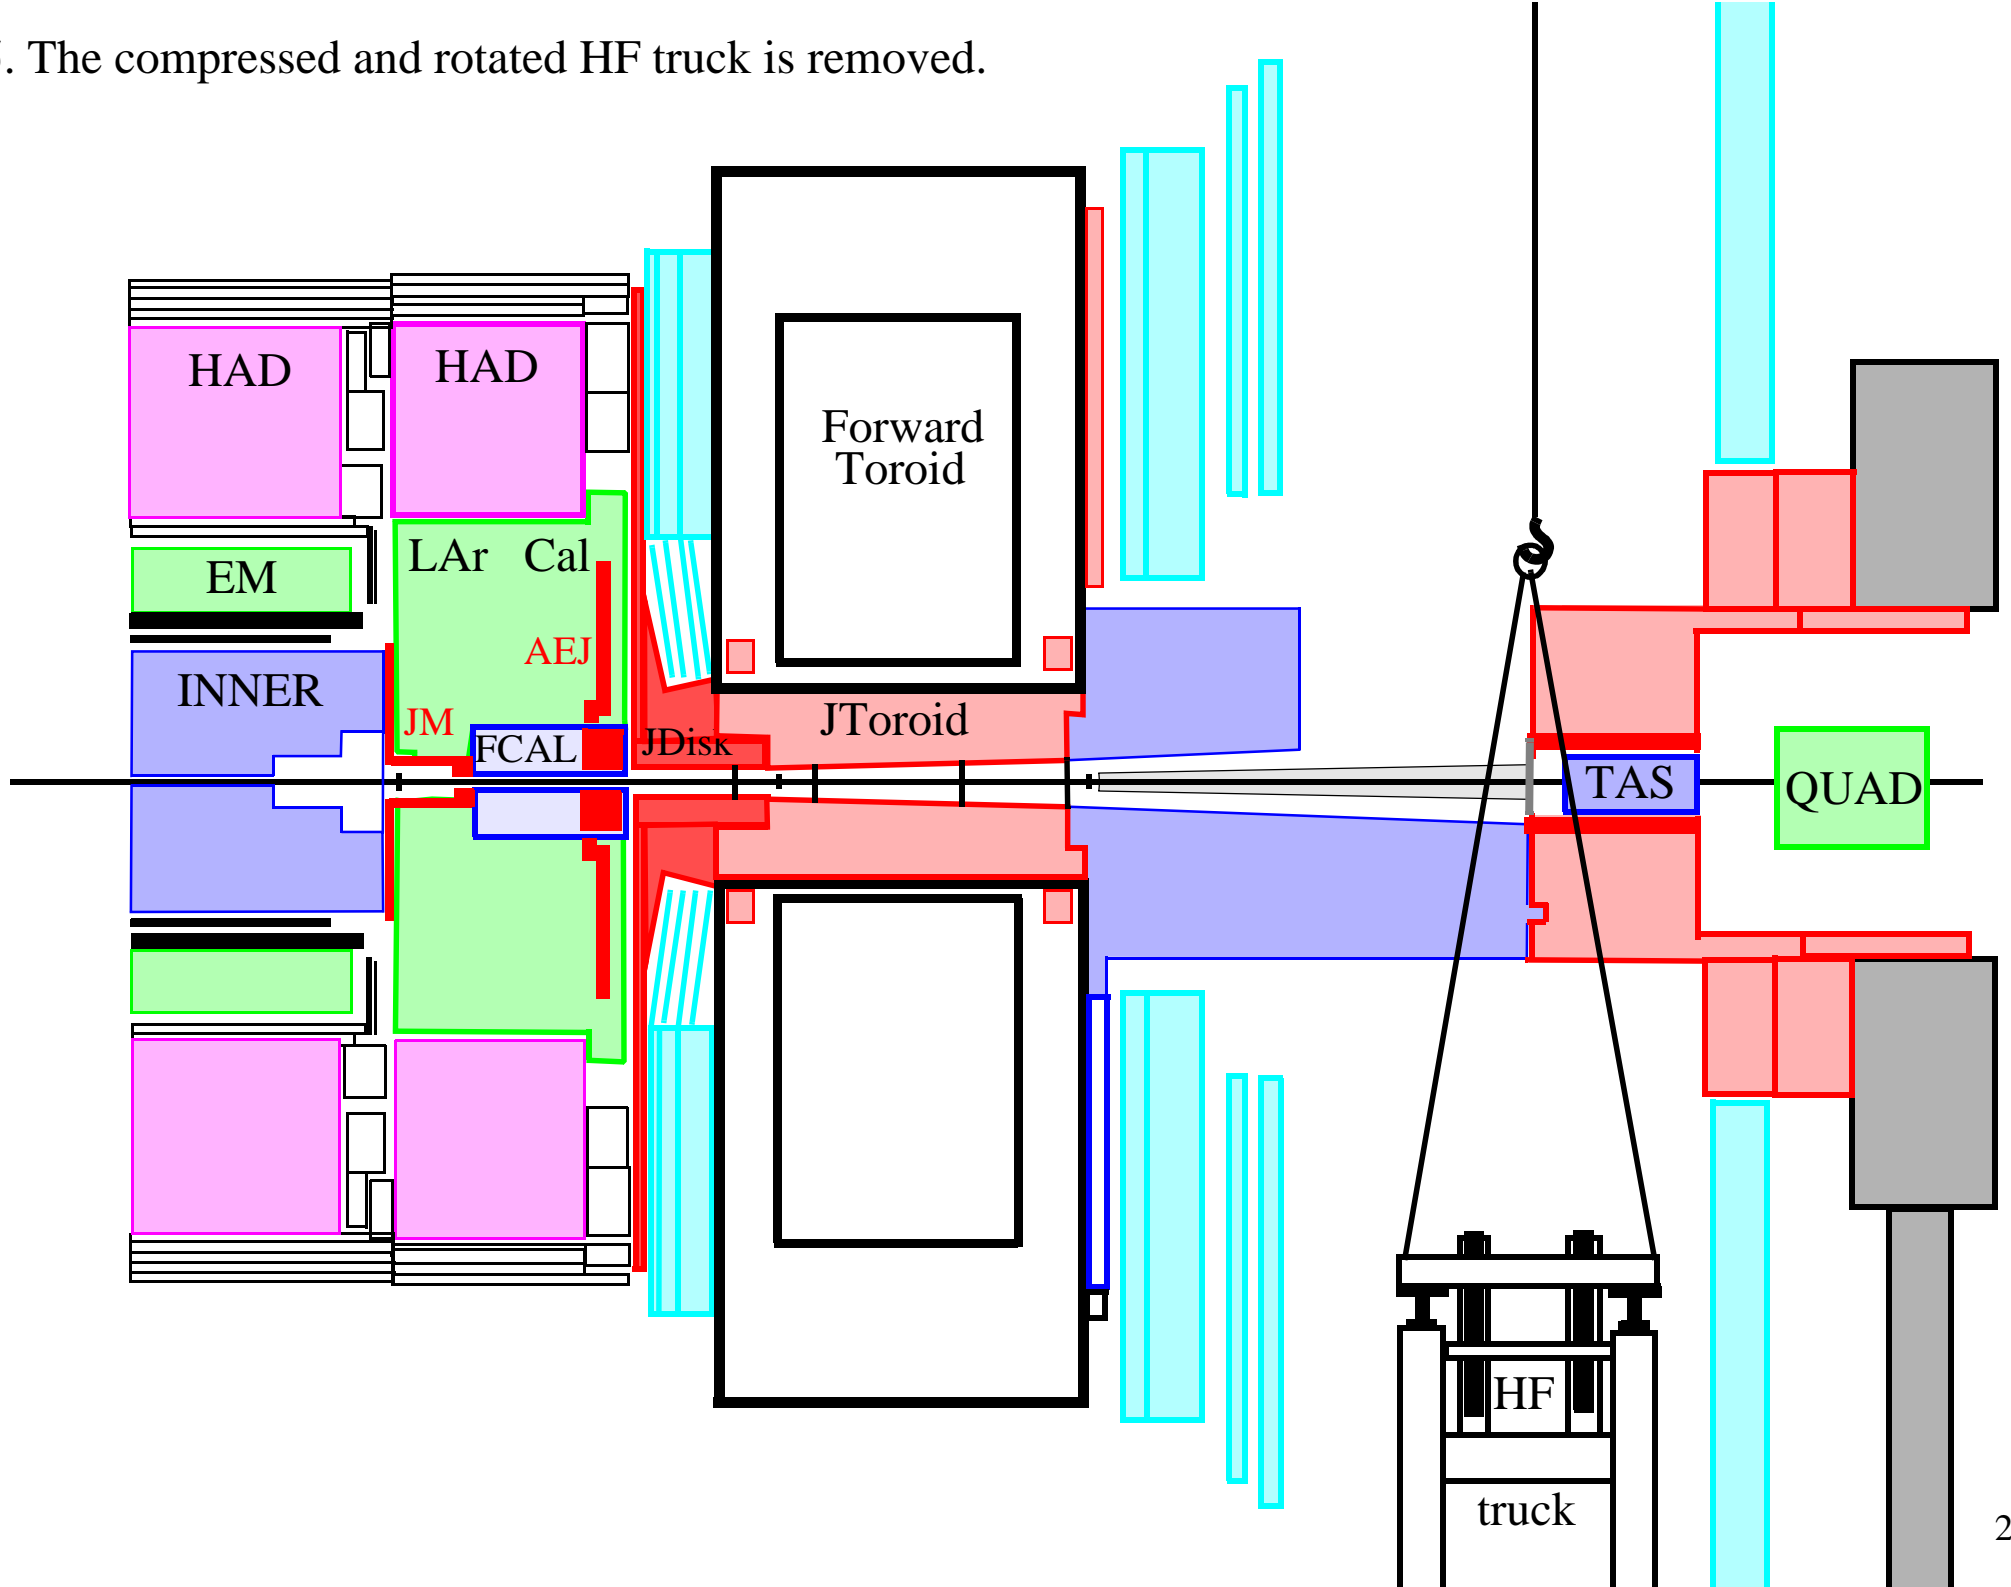 . The compressed and rotated HF truck is removed.
HAD
HAD
Forward
Toroid
LAr Cal
EM
AEJ
INNER
JM
JToroid
FCAL
JDisk
TAS
QUAD
HF
truck
2